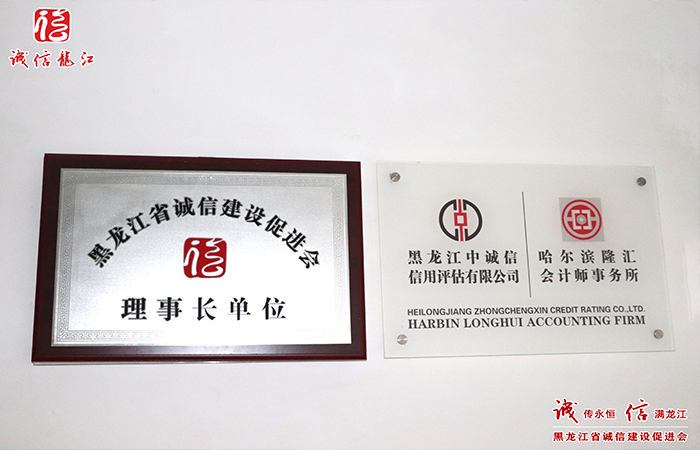 信
诚信龍江
黑龙江省诚信建设促进会
信
理事长单位
黑龙江中诚信
信用评估有限公司
哈尔滨隆汇
会计师事务所
HEILONGJIANG ZHONGCHENGXIN CREDIT RATING CO.,LTD.
HARBIN LONGHUI ACCOUNTING FIRM
诚 传永恒 信 满龙江
黑龙江省诚信建设促进会